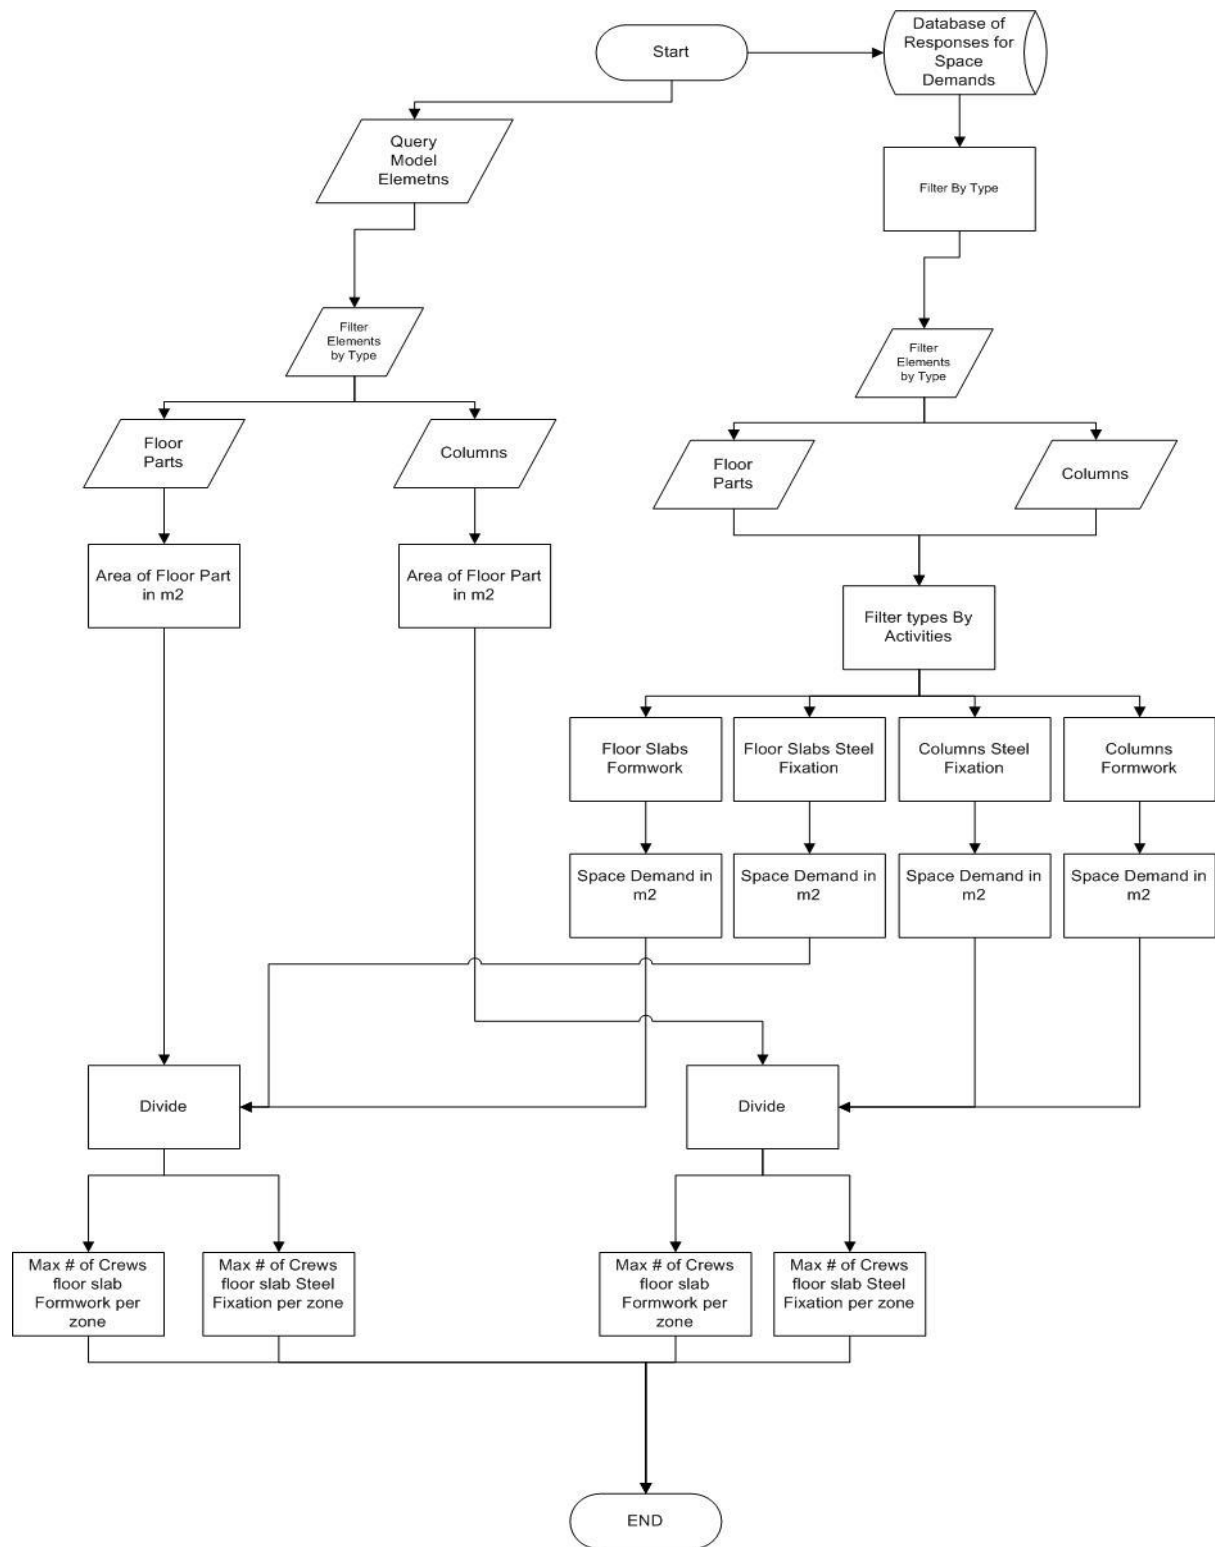 Start
Database of
Responses for
Space
Demands
Query
Model
Elemetns
Filter By Type
Filter
Elements
by Type
Filter
Elements
by Type
Floor
Parts
Columns
Floor
Parts
Columns
Area of Floor Part
in m2
Area of Floor Part
in m2
Filter types By
Activities
Floor Slabs
Formwork
Floor Slabs Steel
Fixation
Columns Steel
Fixation
Columns
Formwork
Space Demand in
m2
Space Demand in
m2
Space Demand in
m2
Space Demand in
m2
Divide
Divide
Max # of Crews
floor slab
Formwork per
zone
Max # of Crews
floor slab Steel
Fixation per zone
Max # of Crews
floor slab
Formwork per
zone
Max # of Crews
floor slab Steel
Fixation per zone
END